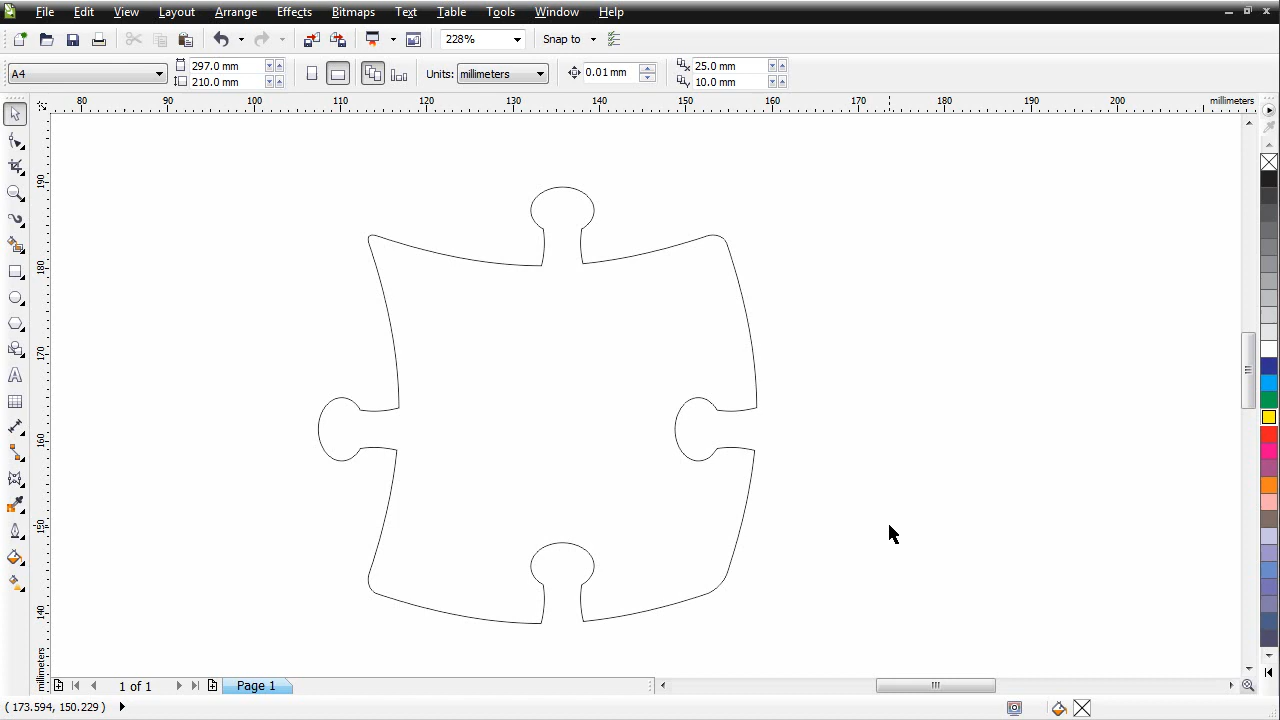 File Edit View Layout Arrange Effects Bitmaps Text Table Tools Window Help
228% Snap to
A4 297.0 mm 210.0 mm Units: millimeters 0.01 mm 25.0 mm 10.0 mm
80 90 100 110 120 130 140 150 160 170 180 190 200 millimeters
190
180
170
160
150
140
millimeters
1 of 1 Page 1
( 173.594, 150.229 )